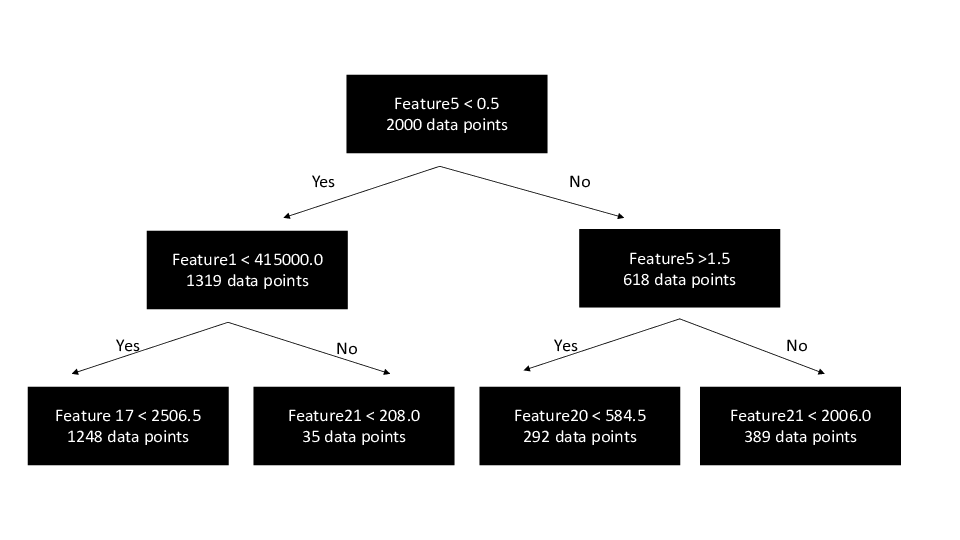 Feature5 < 0.5
2000 data points
Yes
No
Feature1 < 415000.0
1319 data points
Feature5 >1.5
618 data points
Yes
No
Yes
No
Feature 17 < 2506.5
1248 data points
Feature21 < 208.0
35 data points
Feature20 < 584.5
292 data points
Feature21 < 2006.0
389 data points